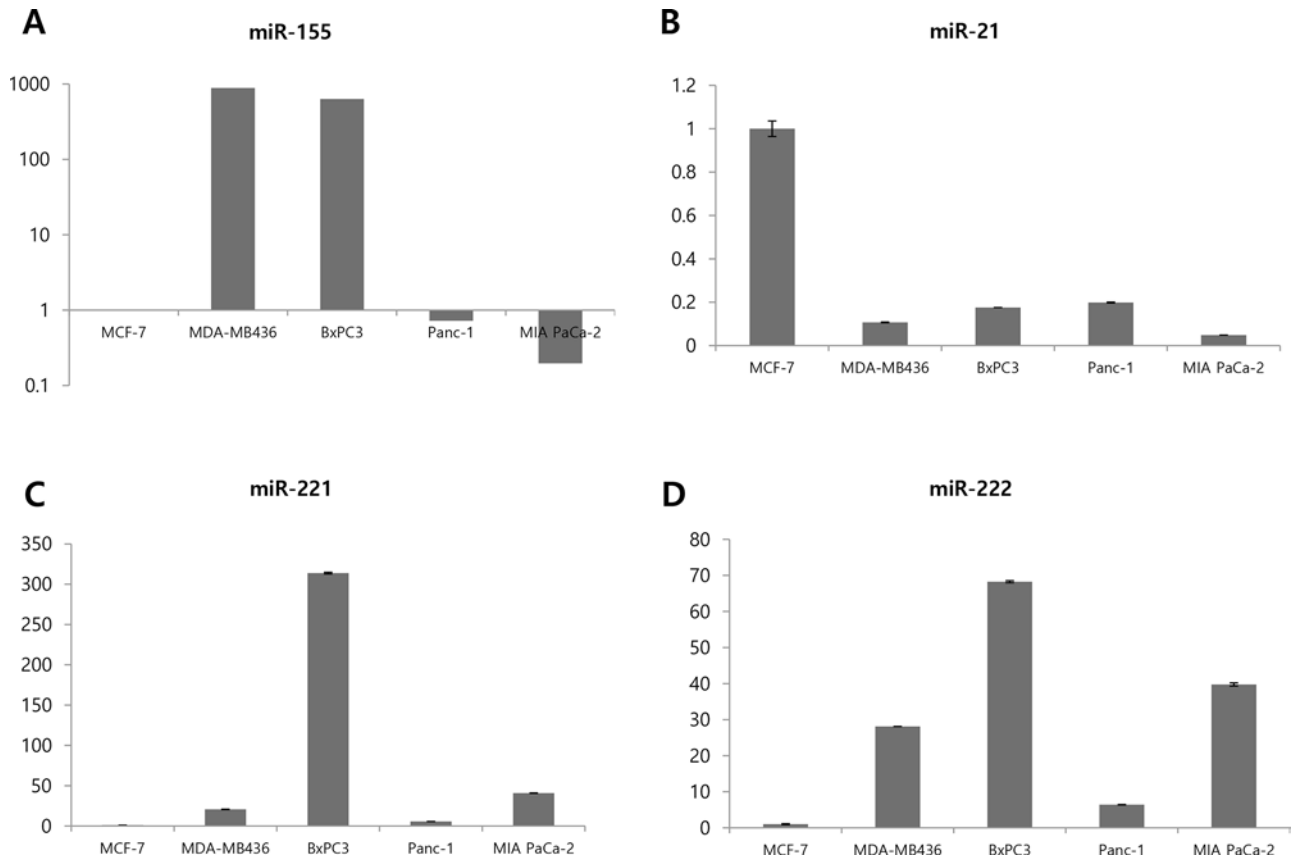 A
miR-155
1000
100
10
1
0.1
MCF-7 MDA-MB436 BxPC3 Panc-1 MIA PaCa-2
B
miR-21
1.2
1
0.8
0.6
0.4
0.2
0
MCF-7 MDA-MB436 BxPC3 Panc-1 MIA PaCa-2
C
miR-221
350
300
250
200
150
100
50
0
MCF-7 MDA-MB436 BxPC3 Panc-1 MIA PaCa-2
D
miR-222
80
70
60
50
40
30
20
10
0
MCF-7 MDA-MB436 BxPC3 Panc-1 MIA PaCa-2